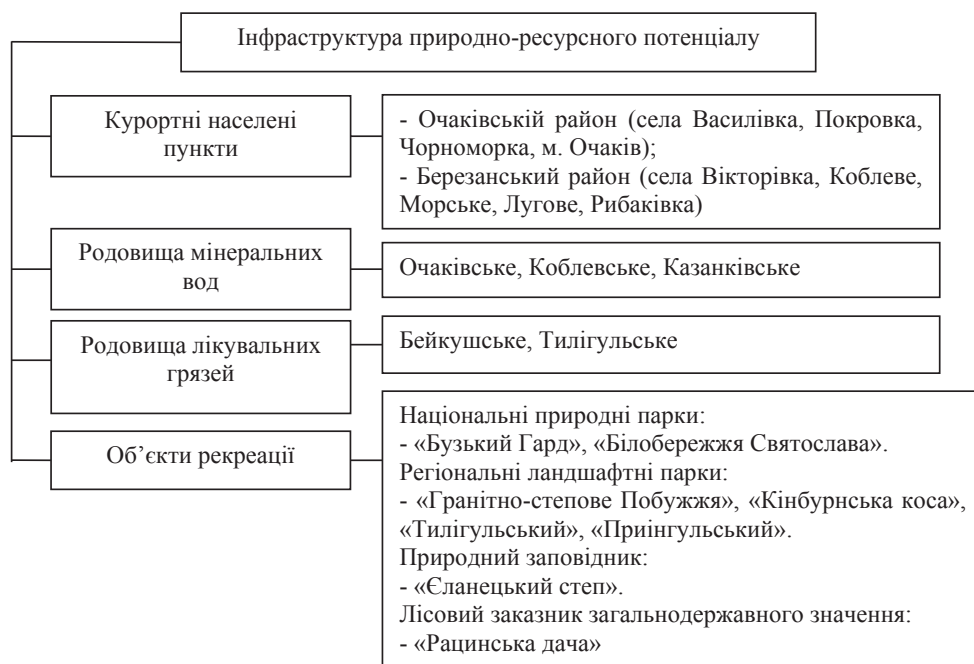 Інфраструктура природно-ресурсного потенціалу
Курортні населені
пункти
- Очаківській район (села Василівка, Покровка,
Чорноморка, м. Очаків);
- Березанський район (села Вікторівка, Коблеве,
Морське, Лугове, Рибаківка)
Родовища мінеральних
вод
Очаківське, Коблевське, Казанківське
Родовища лікувальних
грязей
Бейкушське, Тилігульське
Об’єкти рекреації
Національні природні парки:
- «Бузький Гард», «Білобережжя Святослава».
Регіональні ландшафтні парки:
- «Гранітно-степове Побужжя», «Кінбурнська коса»,
«Тилігульський», «Приінгульський».
Природний заповідник:
- «Єланецький степ».
Лісовий заказник загальнодержавного значення:
- «Рацинська дача»